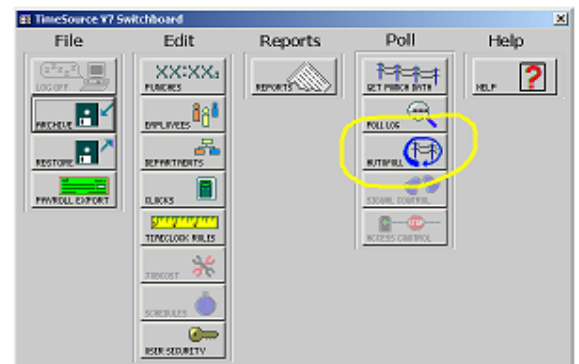 TimeSource V7 Switchboard
File Edit Reports Poll Help
LOG OFF
ARCHIVE
RESTORE
PAYROLL EXPORT
XX:XXa
PUNCHES
EMPLOYEES
DEPARTMENTS
CLOCKS
TIMECLOCK RULES
JOBCOST
SCHEDULES
USER SECURITY
REPORTS
GET PUNCH DATA
POLL LOG
AUTOPOLL
SIGNAL CONTROL
ACCESS CONTROL
HELP
?